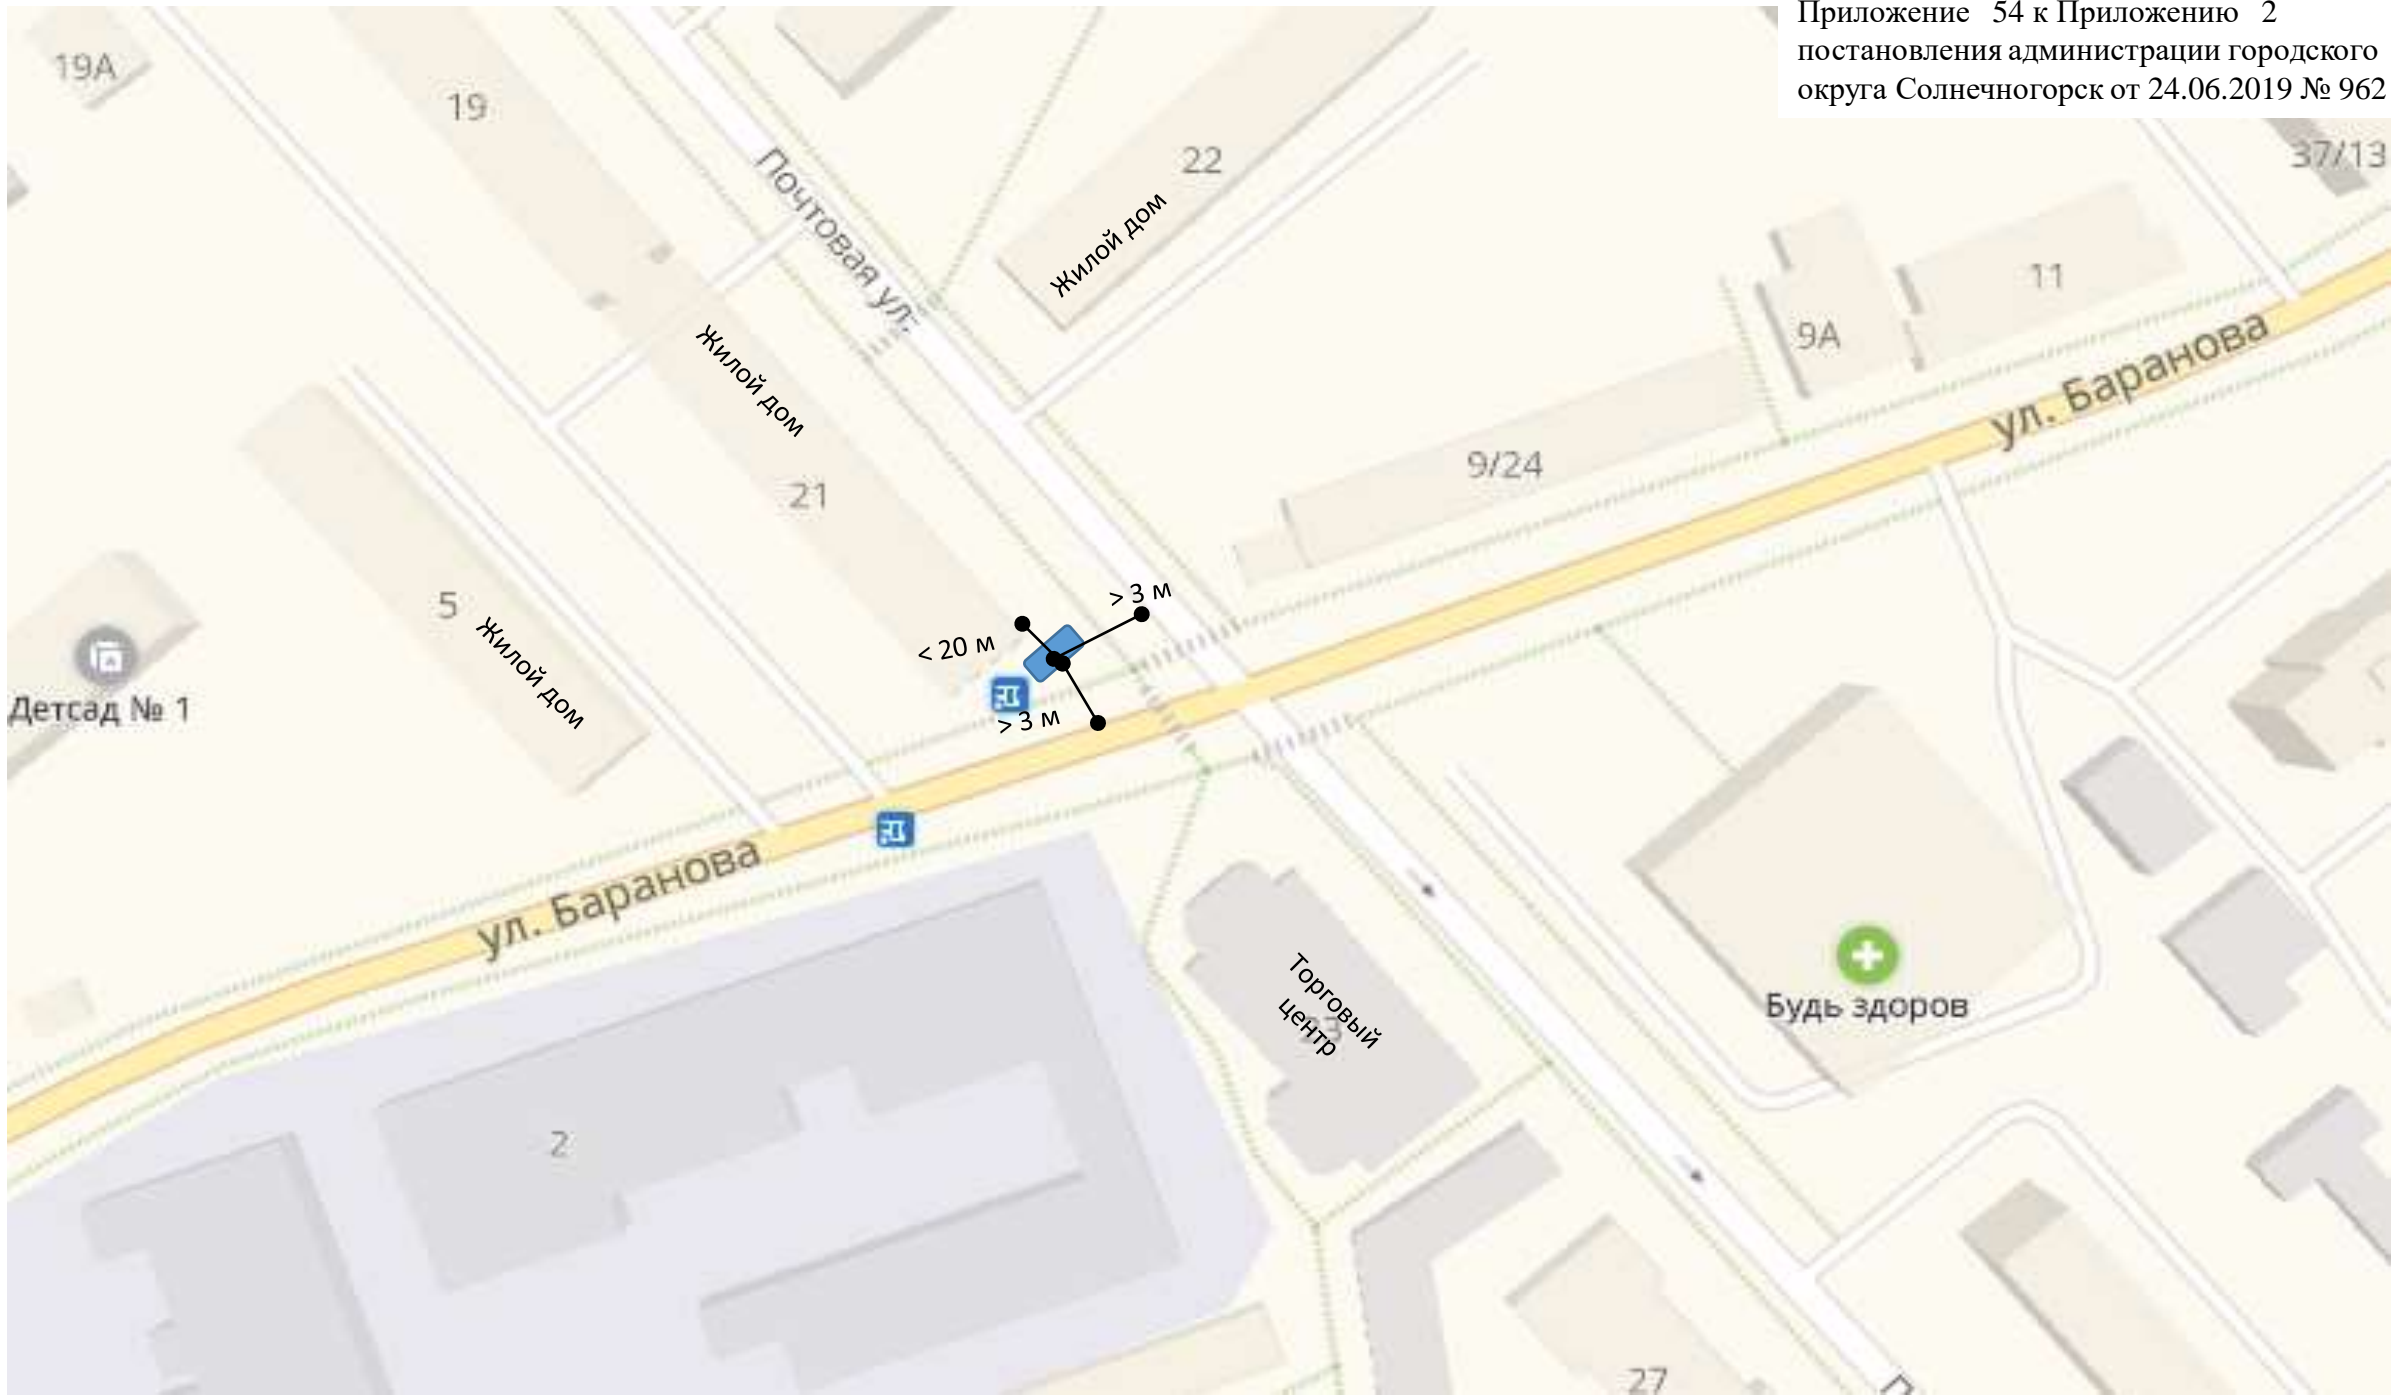 Приложение 54 к Приложению 2
постановления администрации городского
округа Солнечногорск от 24.06.2019 № 962
19А
19
22
37/13
Почтовая ул.
Жилой дом
11
9А
ул. Баранова
Жилой дом
9/24
21
> 3 м
5
Жилой дом
< 20 м
Детсад № 1
> 3 м
ул. Баранова
Торговый
центр
23
Будь здоров
2
27